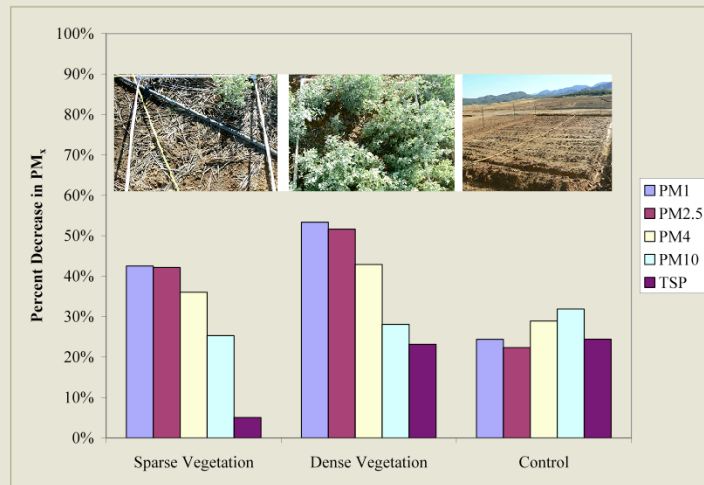 100%
90%
80%
70%
60%
50%
40%
30%
20%
10%
0%
Percent Decrease in PMx
Sparse Vegetation
Dense Vegetation
Control
PM1
PM2.5
PM4
PM10
TSP